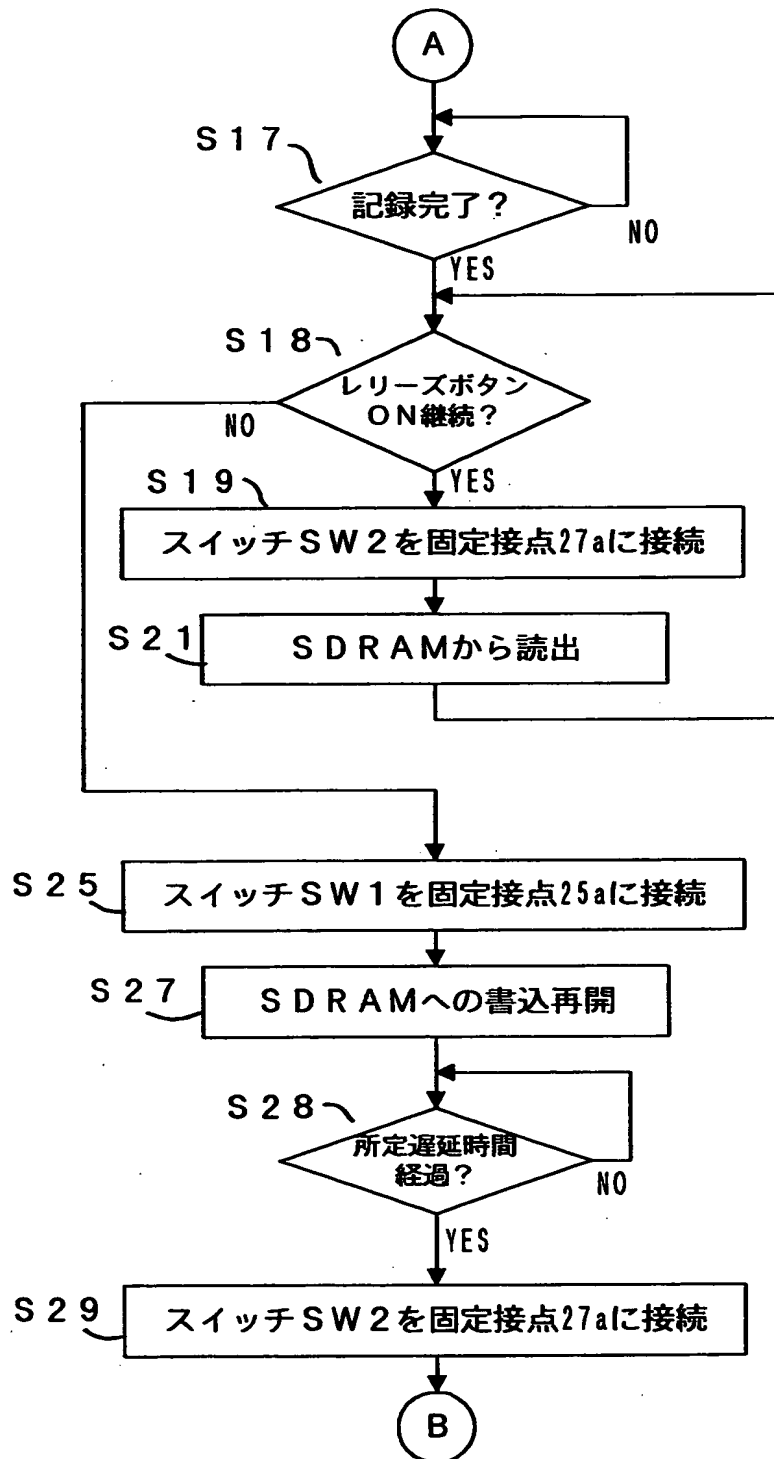 A
S17
記録完了?
NO
YES
S18
レリーズボタン
ON継続?
NO
YES
S19
スイッチSW2を固定接点27aに接続
S21
SDRAMから読出
S25
スイッチSW1を固定接点25aに接続
S27
SDRAMへの書込再開
S28
所定遅延時間
経過?
NO
YES
S29
スイッチSW2を固定接点27aに接続
B